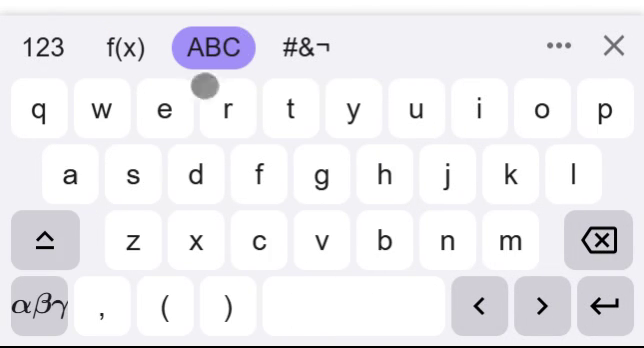 123 f(x) ABC #&¬ ...
q w e r t y u i o p
a s d f g h j k l
z x c v b n m
αβγ , ( ) < >